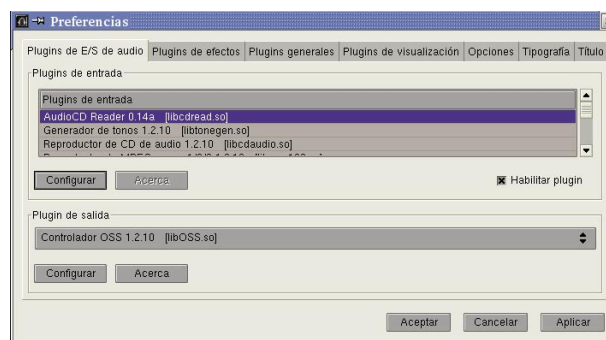 Preferencias
Plugins de E/S de audio Plugins de efectos Plugins generales Plugins de visualización Opciones Tipografía Título
Plugins de entrada
Plugins de entrada
AudioCD Reader 0.14a [libcdread.so]
Generador de tonos 1.2.10 [libtonegen.so]
Reproductor de CD de audio 1.2.10 [libcdaudio.so]
Configurar Acerca Habilitar plugin
Plugin de salida
Controlador OSS 1.2.10 [libOSS.so]
Configurar Acerca
Aceptar Cancelar Aplicar